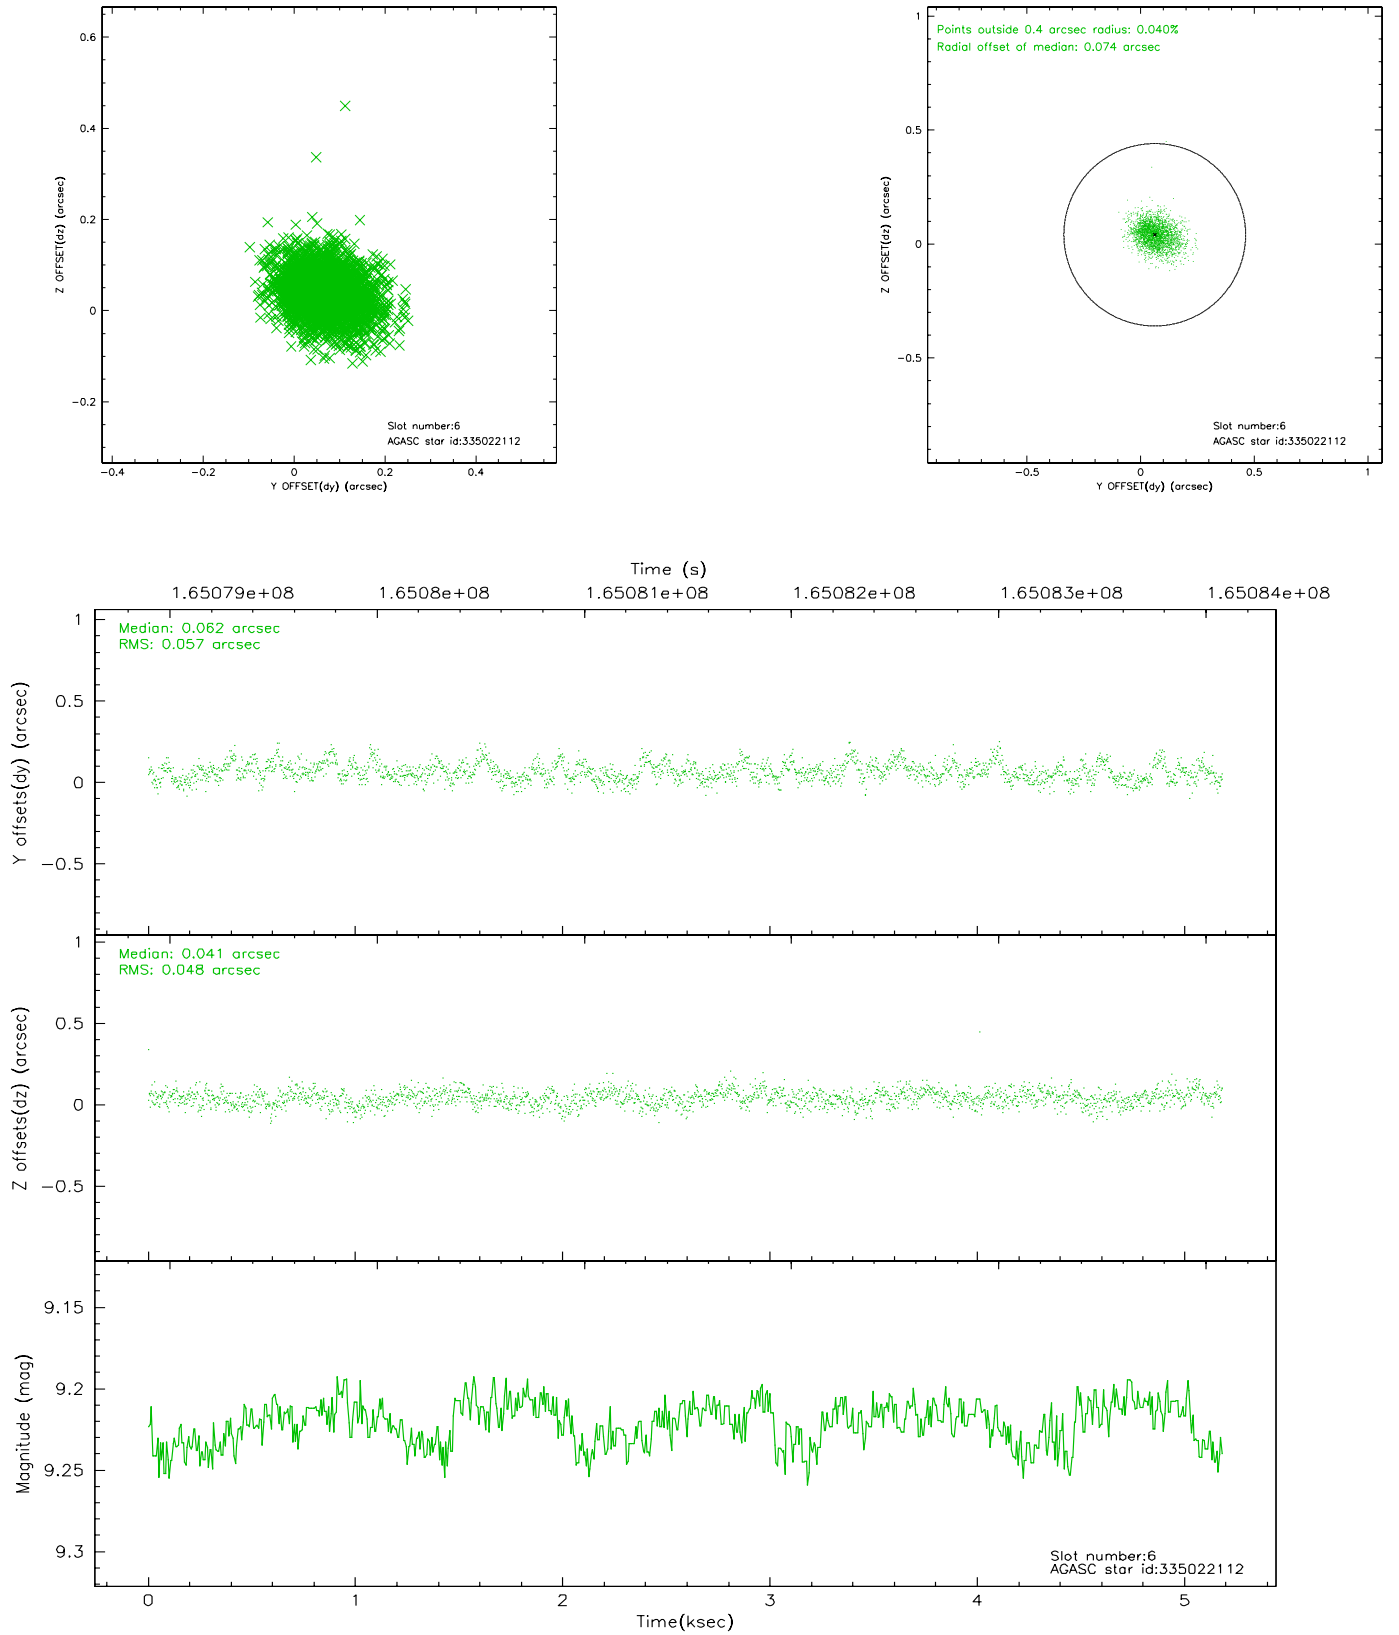 0.6
0.4
0.2
0
−0.2
Z OFFSET(dz) (arcsec)
Slot number:6
AGASC star id:335022112
−0.4 −0.2 0 0.2 0.4
Y OFFSET(dy) (arcsec)
Points outside 0.4 arcsec radius: 0.040%
Radial offset of median: 0.074 arcsec
1
0.5
0
−0.5
Z OFFSET(dz) (arcsec)
Slot number:6
AGASC star id:335022112
−0.5 0 0.5 1
Y OFFSET(dy) (arcsec)
Time (s)
1.65079e+08 1.6508e+08 1.65081e+08 1.65082e+08 1.65083e+08 1.65084e+08
Median: 0.062 arcsec
RMS: 0.057 arcsec
1
0.5
0
−0.5
Y offsets(dy) (arcsec)
Median: 0.041 arcsec
RMS: 0.048 arcsec
1
0.5
0
−0.5
Z offsets(dz) (arcsec)
9.15
9.2
9.25
9.3
Magnitude (mag)
Slot number:6
AGASC star id:335022112
0 1 2 3 4 5
Time(ksec)